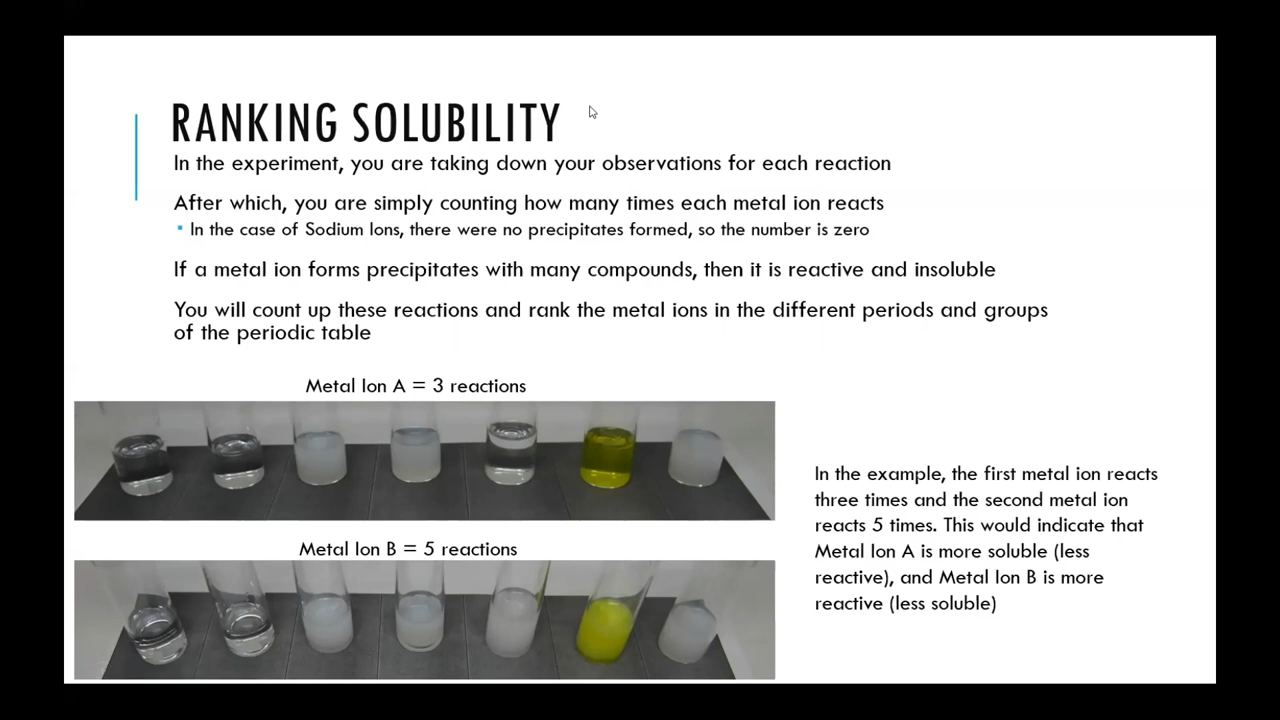 RANKING SOLUBILITY
In the experiment, you are taking down your observations for each reaction
After which, you are simply counting how many times each metal ion reacts
▪ In the case of Sodium Ions, there were no precipitates formed, so the number is zero
If a metal ion forms precipitates with many compounds, then it is reactive and insoluble
You will count up these reactions and rank the metal ions in the different periods and groups
of the periodic table
Metal Ion A = 3 reactions
Metal Ion B = 5 reactions
In the example, the first metal ion reacts
three times and the second metal ion
reacts 5 times. This would indicate that
Metal Ion A is more soluble (less
reactive), and Metal Ion B is more
reactive (less soluble)